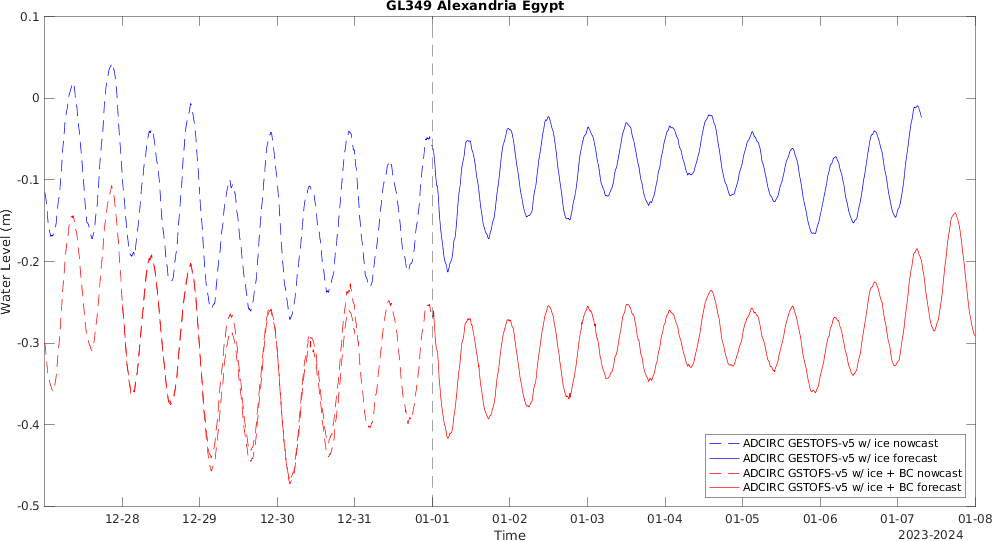 GL349 Alexandria Egypt
0.1
0
-0.1
-0.2
-0.3
-0.4
-0.5
Water Level (m)
ADCIRC GESTOFS-v5 w/ ice nowcast
ADCIRC GESTOFS-v5 w/ ice forecast
ADCIRC GSTOFS-v5 w/ ice + BC nowcast
ADCIRC GSTOFS-v5 w/ ice + BC forecast
12-28 12-29 12-30 12-31 01-01 01-02 01-03 01-04 01-05 01-06 01-07 01-08
Time
2023-2024